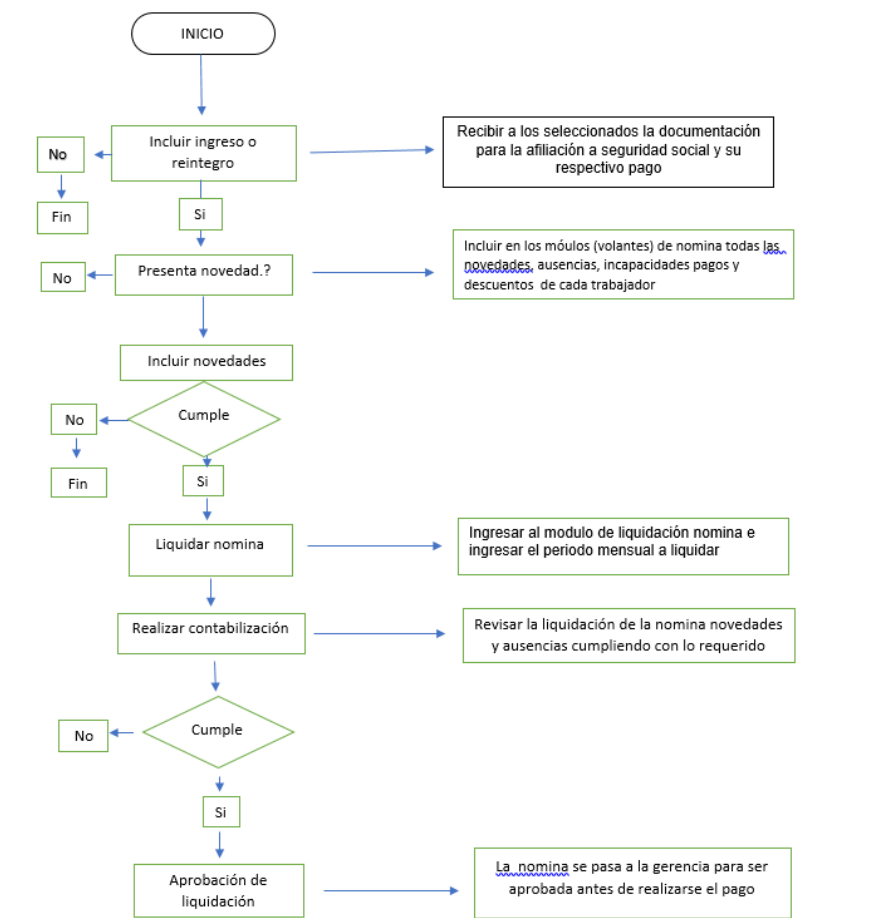 INICIO
Incluir ingreso o
reintegro
No
Fin
Si
Recibir a los seleccionados la documentación
para la afiliación a seguridad social y su
respectivo pago
Presenta novedad.?
No
Incluir en los móulos (volantes) de nomina todas las
novedades, ausencias, incapacidades pagos y
descuentos de cada trabajador
Incluir novedades
Cumple
No
Fin
Si
Liquidar nomina
Ingresar al modulo de liquidación nomina e
ingresar el periodo mensual a liquidar
Realizar contabilización
Revisar la liquidación de la nomina novedades
y ausencias cumpliendo con lo requerido
Cumple
No
Si
Aprobación de
liquidación
La nomina se pasa a la gerencia para ser
aprobada antes de realizarse el pago